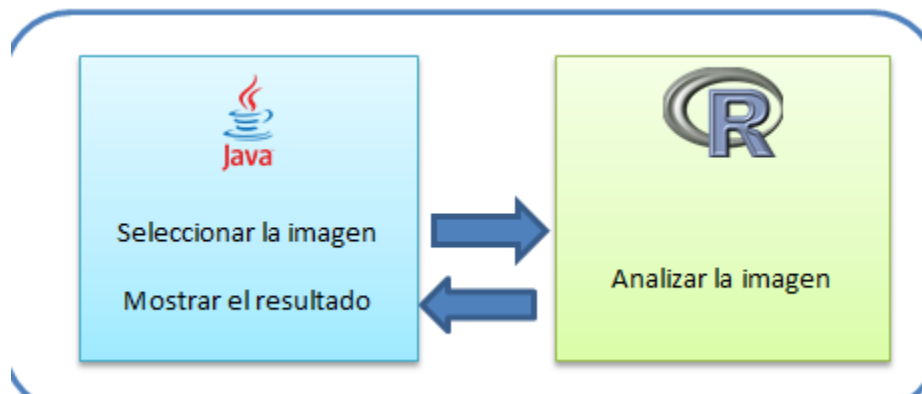 Java
Seleccionar la imagen
Mostrar el resultado
R
Analizar la imagen